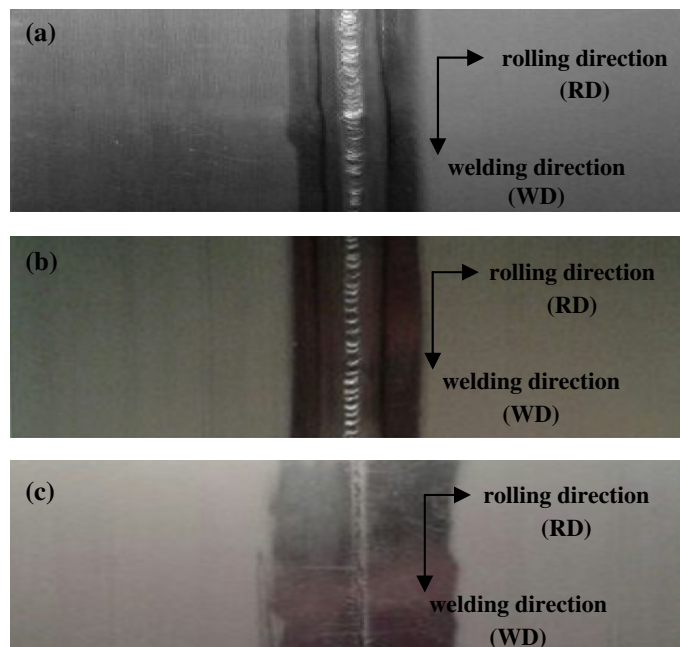 (a)
rolling direction
(RD)
welding direction
(WD)
(b)
rolling direction
(RD)
welding direction
(WD)
(c)
rolling direction
(RD)
welding direction
(WD)